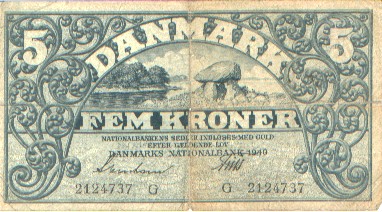 5 DANMARK 5
FEM KRONER
NATIONALBANKENS SEDLER INDLØSES MED GULD
EFTER GÆLDENDE LOV
DANMARKS NATIONALBANK 1940
2124737 G G 2124737